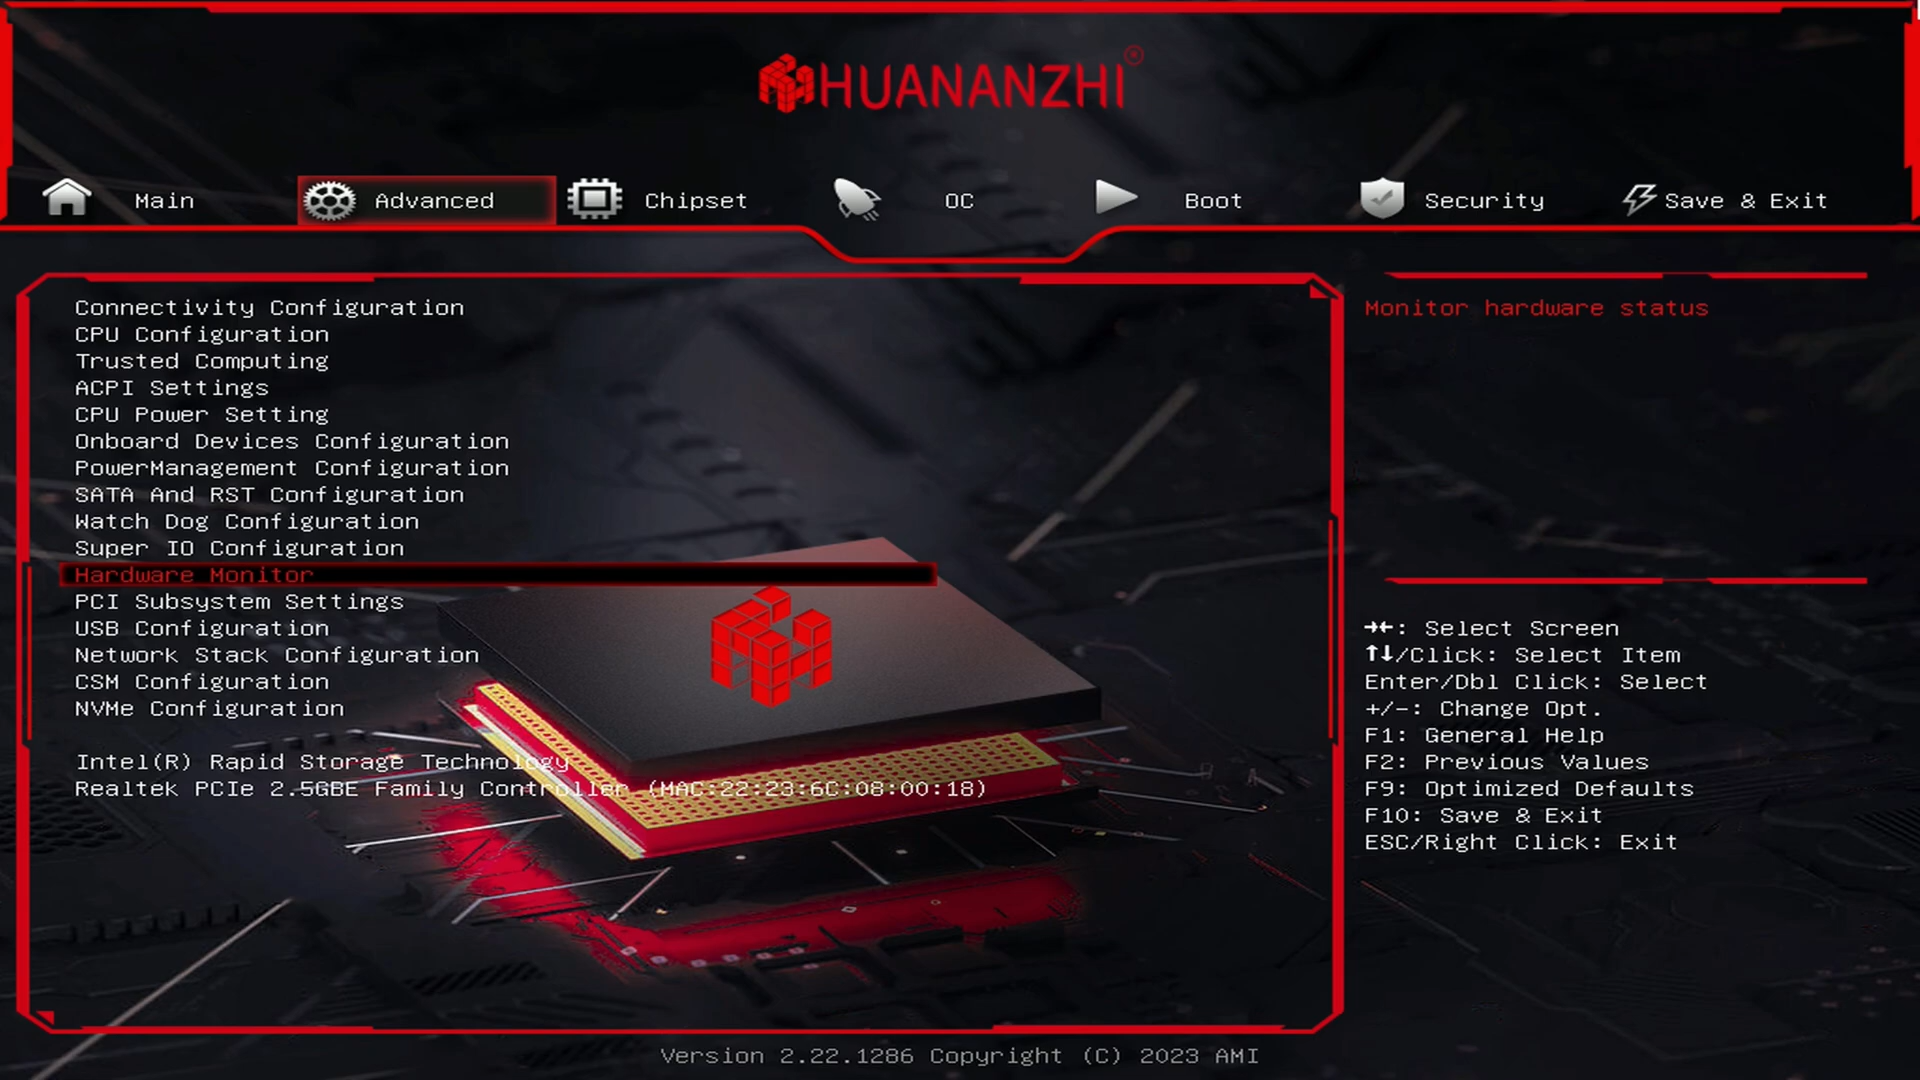 HUANANZHI®
Main
Advanced
Chipset
OC
Boot
Security
Save & Exit
Connectivity Configuration
CPU Configuration
Trusted Computing
ACPI Settings
CPU Power Setting
Onboard Devices Configuration
PowerManagement Configuration
SATA And RST Configuration
Watch Dog Configuration
Super IO Configuration
Hardware Monitor
PCI Subsystem Settings
USB Configuration
Network Stack Configuration
CSM Configuration
NVMe Configuration
Intel(R) Rapid Storage Technology
Realtek PCIe 2.5GBE Family Controller (MAC:22:23:6C:08:00:18)
Monitor hardware status
→←: Select Screen
↑↓/Click: Select Item
Enter/Dbl Click: Select
+/-: Change Opt.
F1: General Help
F2: Previous Values
F9: Optimized Defaults
F10: Save & Exit
ESC/Right Click: Exit
Version 2.22.1286 Copyright (C) 2023 AMI